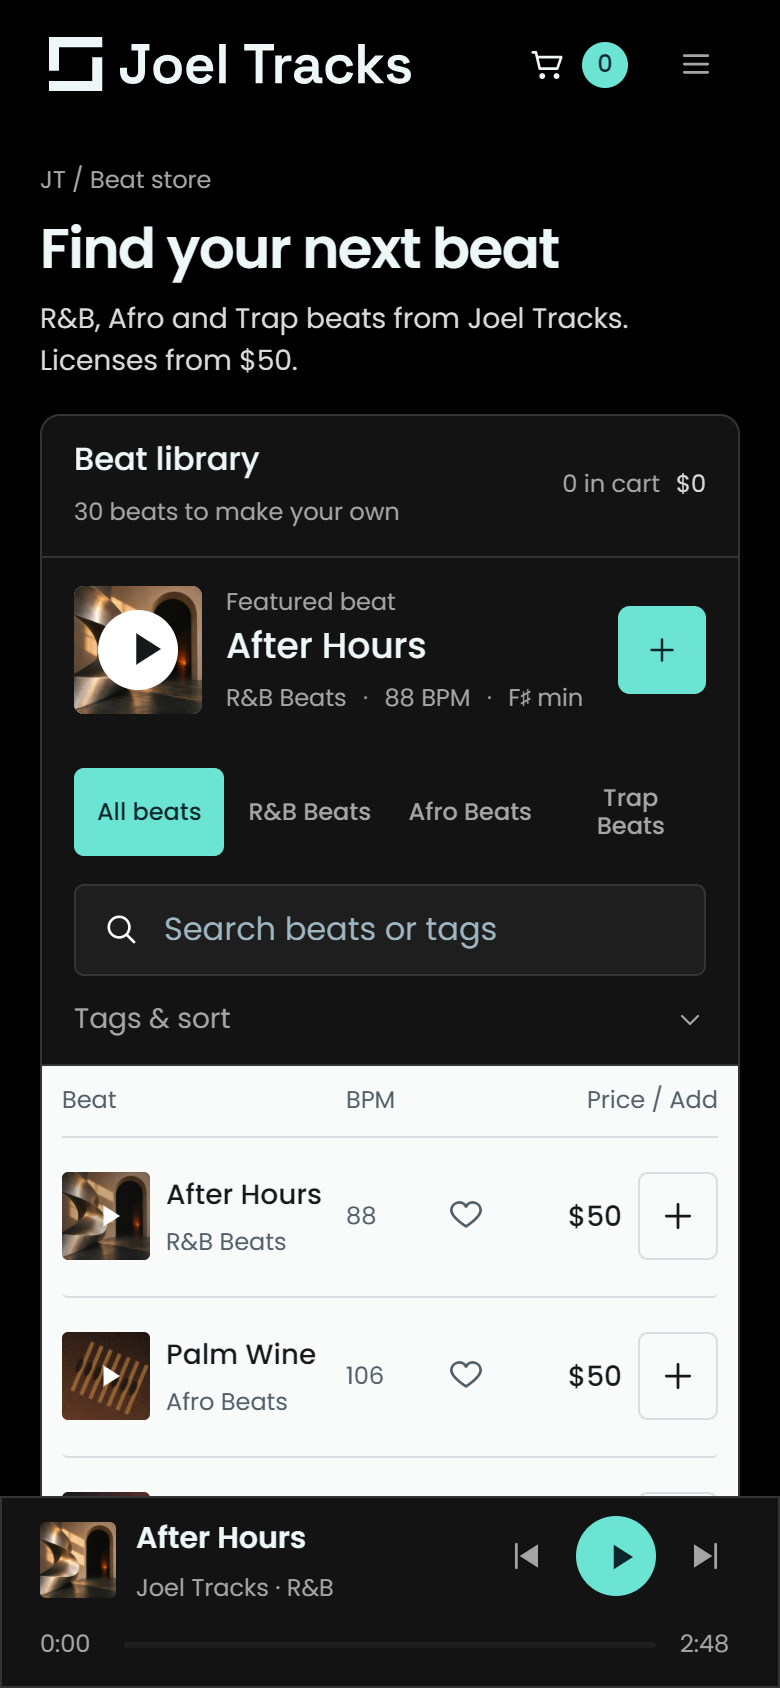 Joel Tracks
0
JT / Beat store
Find your next beat
R&B, Afro and Trap beats from Joel Tracks.
Licenses from $50.
Beat library
30 beats to make your own
0 in cart $0
Featured beat
After Hours
R&B Beats · 88 BPM · F♯ min
All beats
R&B Beats
Afro Beats
Trap
Beats
Search beats or tags
Tags & sort
Beat BPM Price / Add
After Hours
R&B Beats
88
$50
Palm Wine
Afro Beats
106
$50
After Hours
Joel Tracks · R&B
0:00
2:48